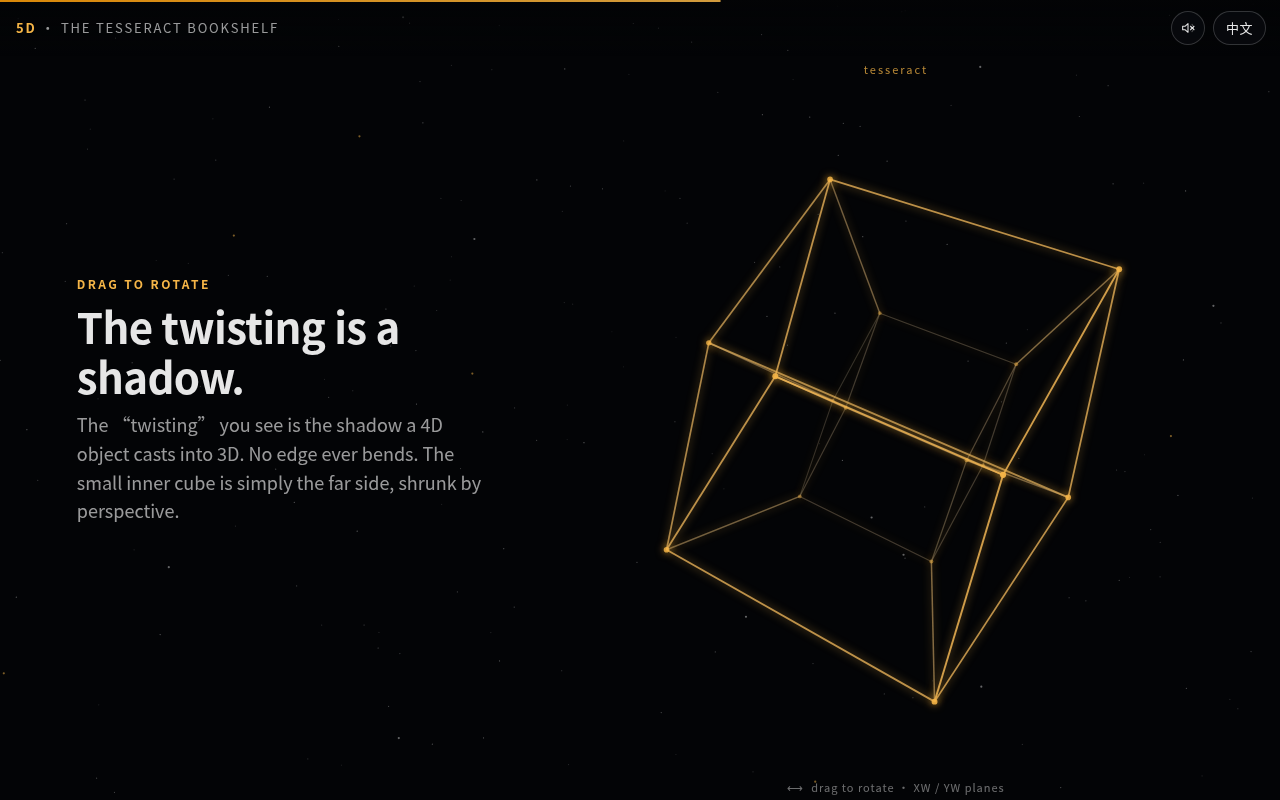 5D • THE TESSERACT BOOKSHELF
中文
tesseract
DRAG TO ROTATE
The twisting is a
shadow.
The “twisting” you see is the shadow a 4D
object casts into 3D. No edge ever bends. The
small inner cube is simply the far side, shrunk by
perspective.
⟷ drag to rotate • XW / YW planes